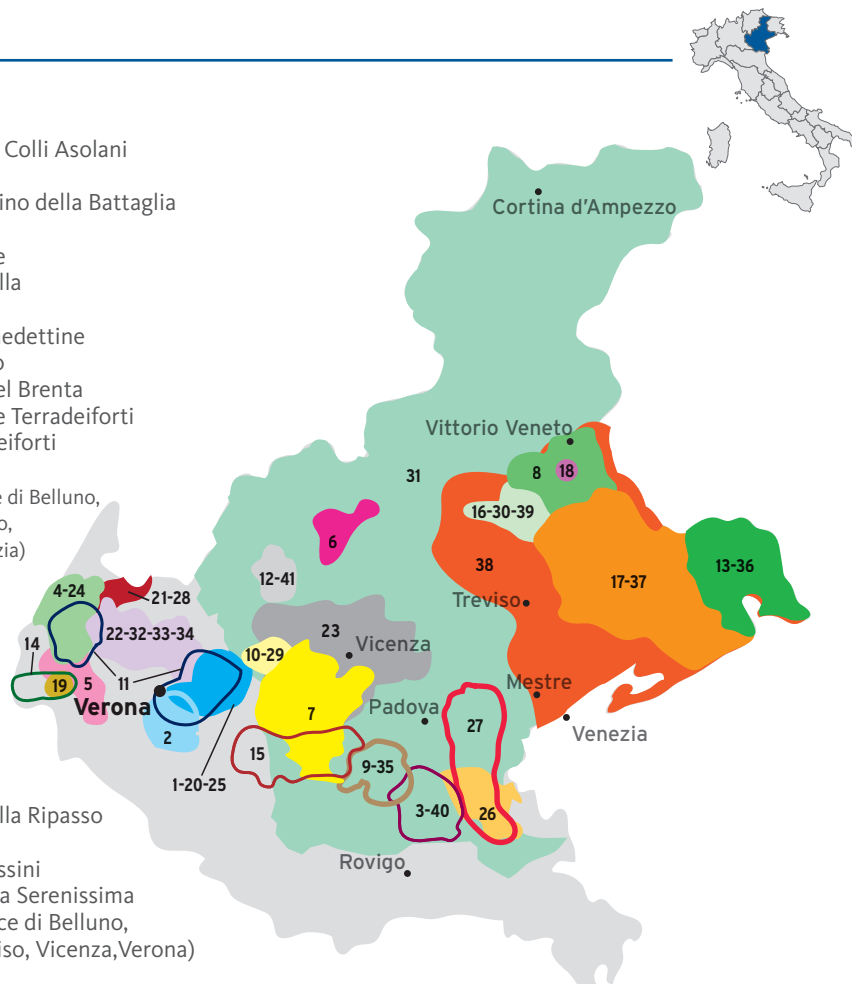 Colli Asolani
ino della Battaglia
e
lla
edettine
o
el Brenta
e Terradeiforti
eiforti
e di Belluno,
o,
zia)
Cortina d'Ampezzo
Vittorio Veneto
31
8
18
16-30-39
6
38
17-37
13-36
12-41
4-24
21-28
Treviso
22-32-33-34
23
Vicenza
14
10-29
11
19
5
Verona
Mestre
7
Padova
27
Venezia
2
15
1-20-25
9-35
3-40
26
lla Ripasso
Rovigo
ssini
a Serenissima
ce di Belluno,
iso, Vicenza,Verona)